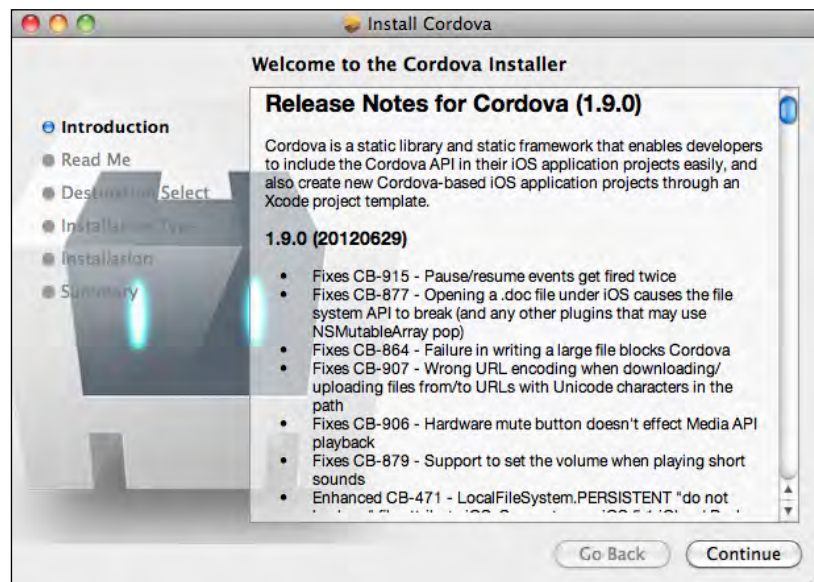 Install Cordova
Welcome to the Cordova Installer
Introduction
Read Me
Destination Select
Installation Type
Installation
Summary
Release Notes for Cordova (1.9.0)
Cordova is a static library and static framework that enables developers
to include the Cordova API in their iOS application projects easily, and
also create new Cordova-based iOS application projects through an
Xcode project template.
1.9.0 (20120629)
• Fixes CB-915 - Pause/resume events get fired twice
• Fixes CB-877 - Opening a .doc file under iOS causes the file
system API to break (and any other plugins that may use
NSMutableArray pop)
• Fixes CB-864 - Failure in writing a large file blocks Cordova
• Fixes CB-907 - Wrong URL encoding when downloading/
uploading files from/to URLs with Unicode characters in the
path
• Fixes CB-906 - Hardware mute button doesn't effect Media API
playback
• Fixes CB-879 - Support to set the volume when playing short
sounds
• Enhanced CB-471 - LocalFileSystem.PERSISTENT "do not
Go Back
Continue